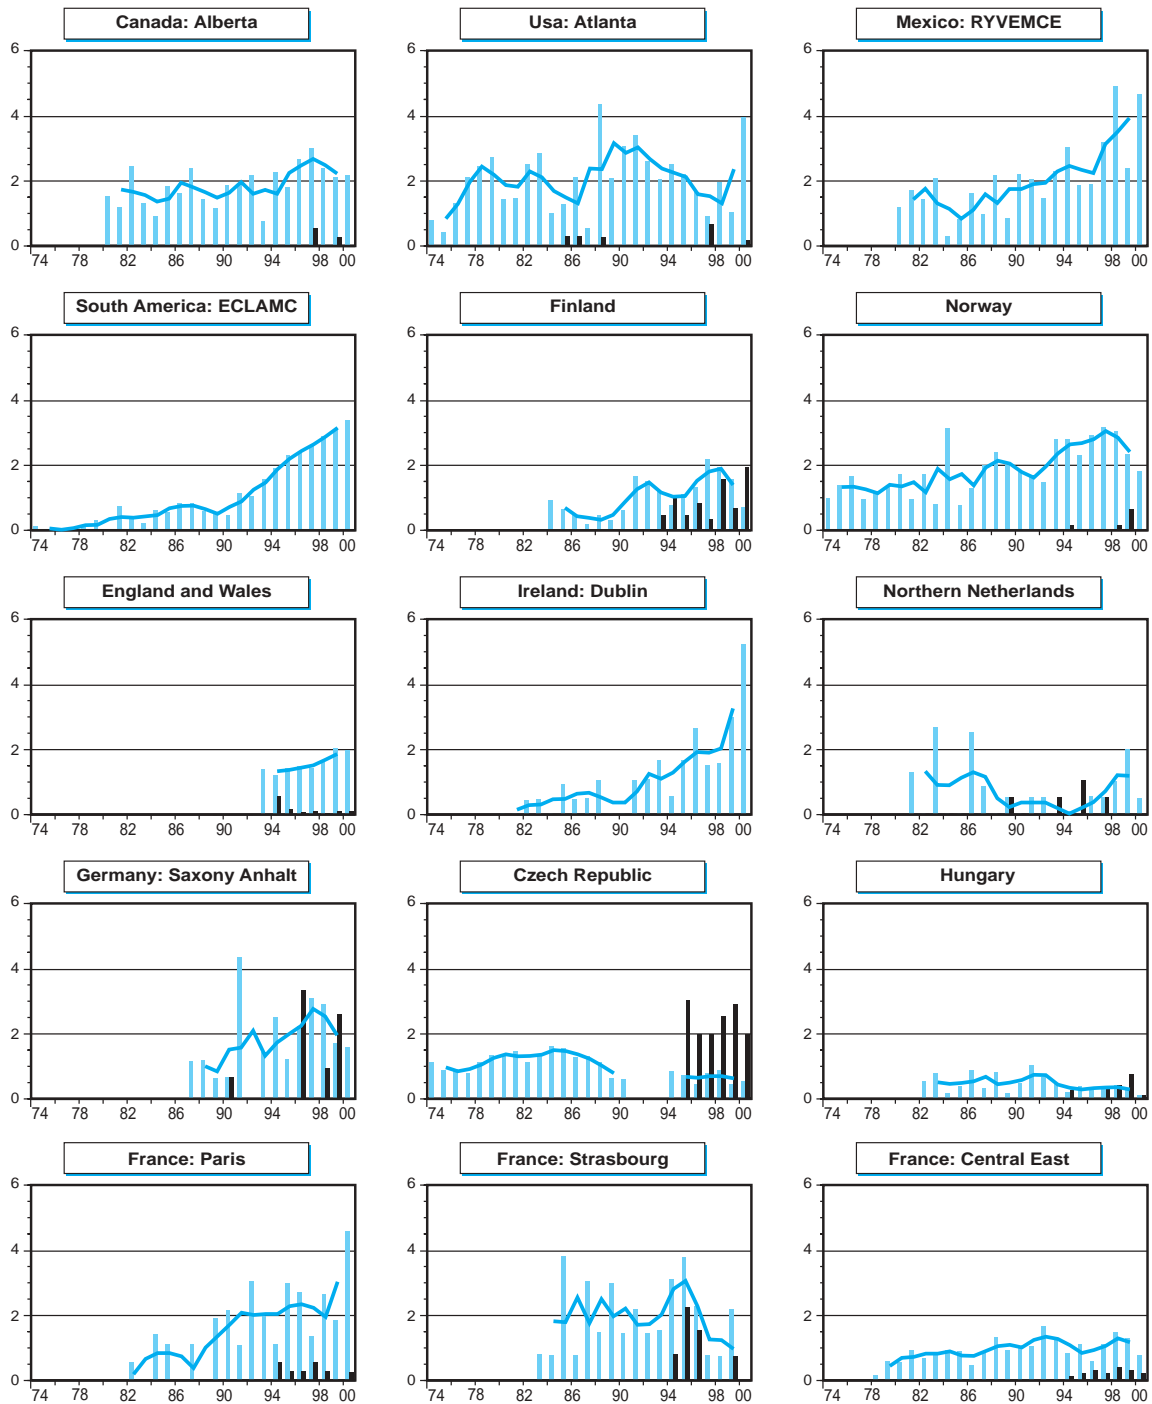 Canada: Alberta Usa: Atlanta Mexico: RYVEMCE
6 6 6
4 4 4
2 2 2
0 0 0
74 78 82 86 90 94 98 00 74 78 82 86 90 94 98 00 74 78 82 86 90 94 98 00
South America: ECLAMC Finland Norway
6 6 6
4 4 4
2 2 2
0 0 0
74 78 82 86 90 94 98 00 74 78 82 86 90 94 98 00 74 78 82 86 90 94 98 00
England and Wales Ireland: Dublin Northern Netherlands
6 6 6
4 4 4
2 2 2
0 0 0
74 78 82 86 90 94 98 00 74 78 82 86 90 94 98 00 74 78 82 86 90 94 98 00
Germany: Saxony Anhalt Czech Republic Hungary
6 6 6
4 4 4
2 2 2
0 0 0
74 78 82 86 90 94 98 00 74 78 82 86 90 94 98 00 74 78 82 86 90 94 98 00
France: Paris France: Strasbourg France: Central East
6 6 6
4 4 4
2 2 2
0 0 0
74 78 82 86 90 94 98 00 74 78 82 86 90 94 98 00 74 78 82 86 90 94 98 00